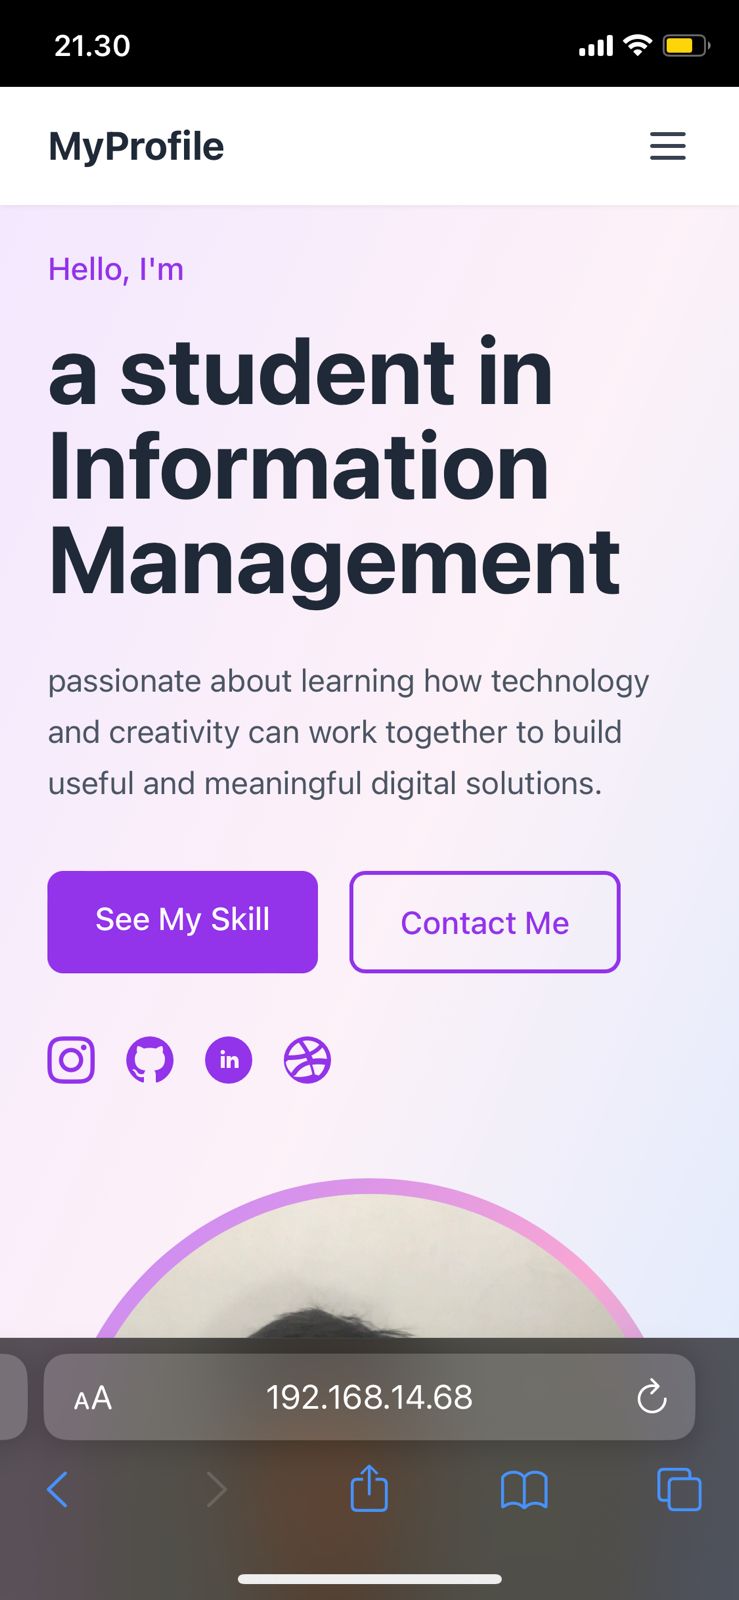 21.30
MyProfile
Hello, I'm
a student in
Information
Management
passionate about learning how technology
and creativity can work together to build
useful and meaningful digital solutions.
See My Skill
Contact Me
in
AA
192.168.14.68